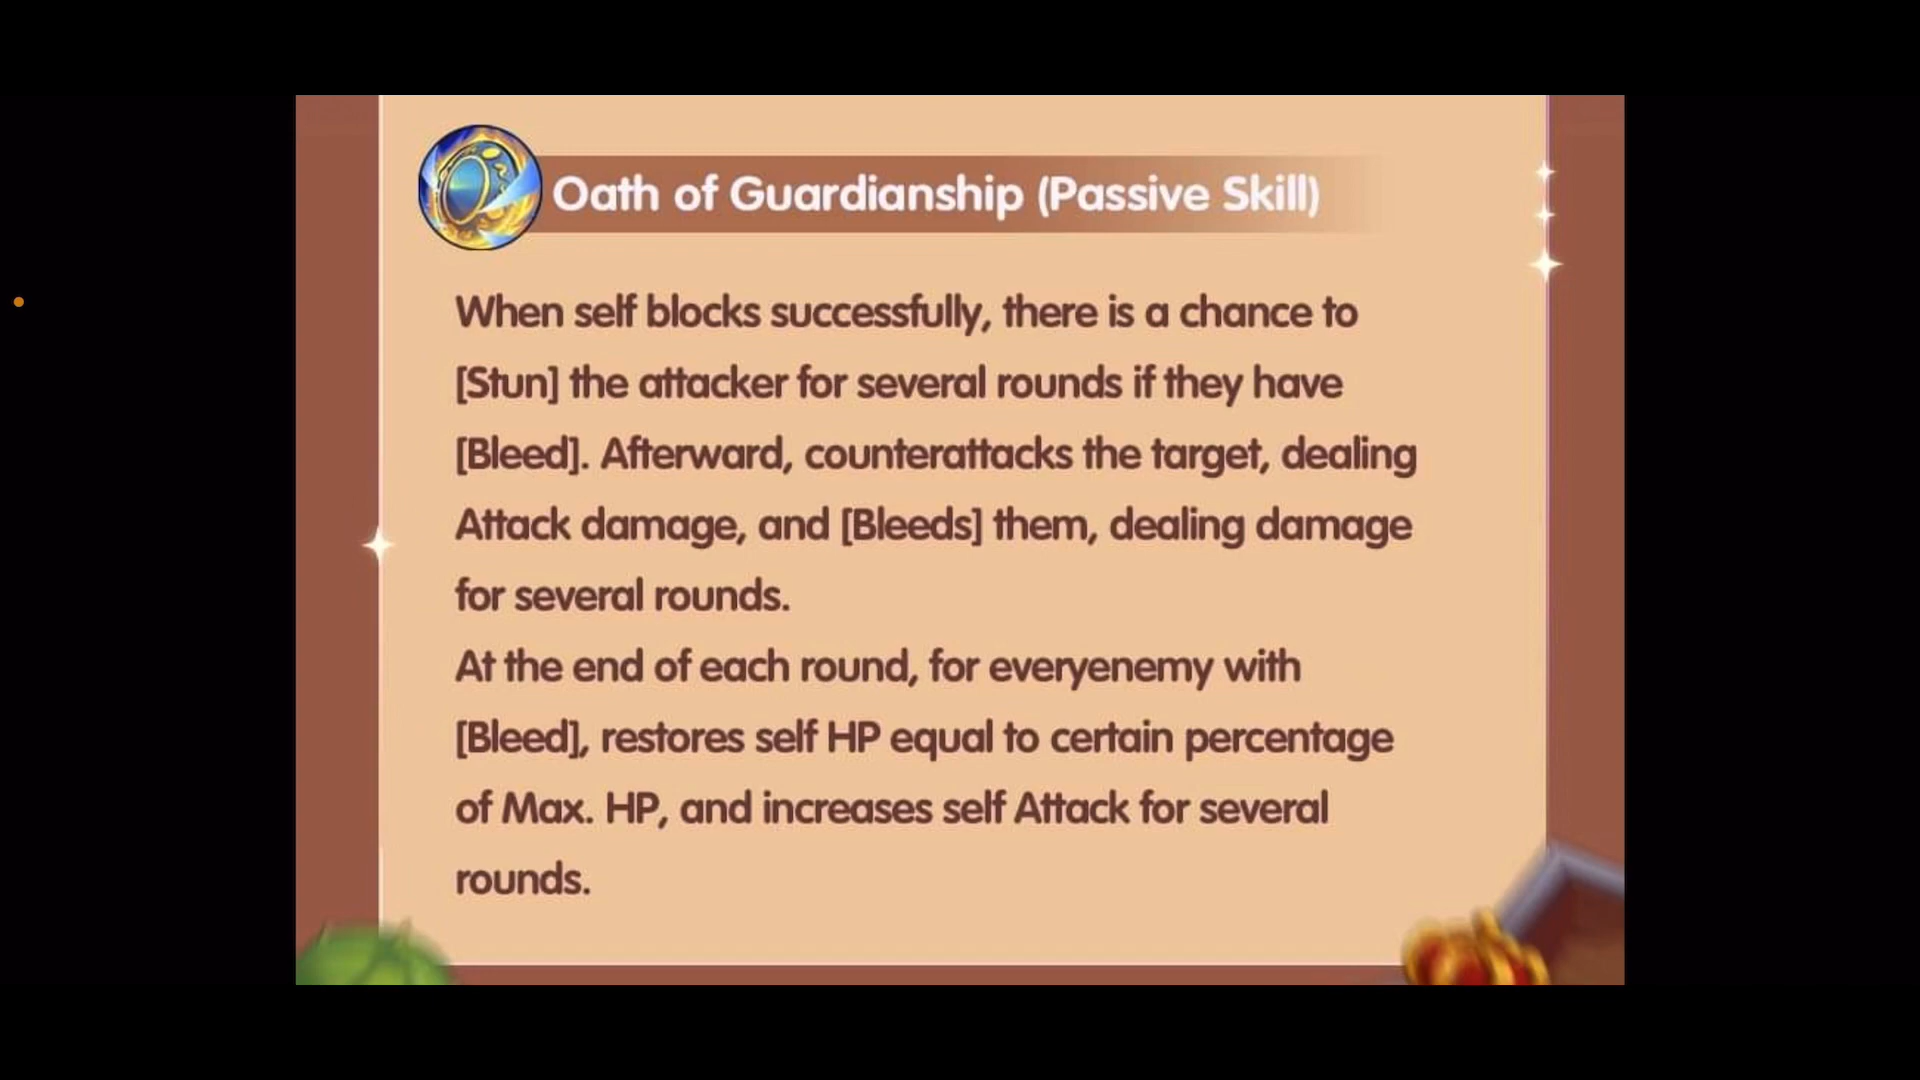 Oath of Guardianship (Passive Skill)
When self blocks successfully, there is a chance to
[Stun] the attacker for several rounds if they have
[Bleed]. Afterward, counterattacks the target, dealing
Attack damage, and [Bleeds] them, dealing damage
for several rounds.
At the end of each round, for everyenemy with
[Bleed], restores self HP equal to certain percentage
of Max. HP, and increases self Attack for several
rounds.